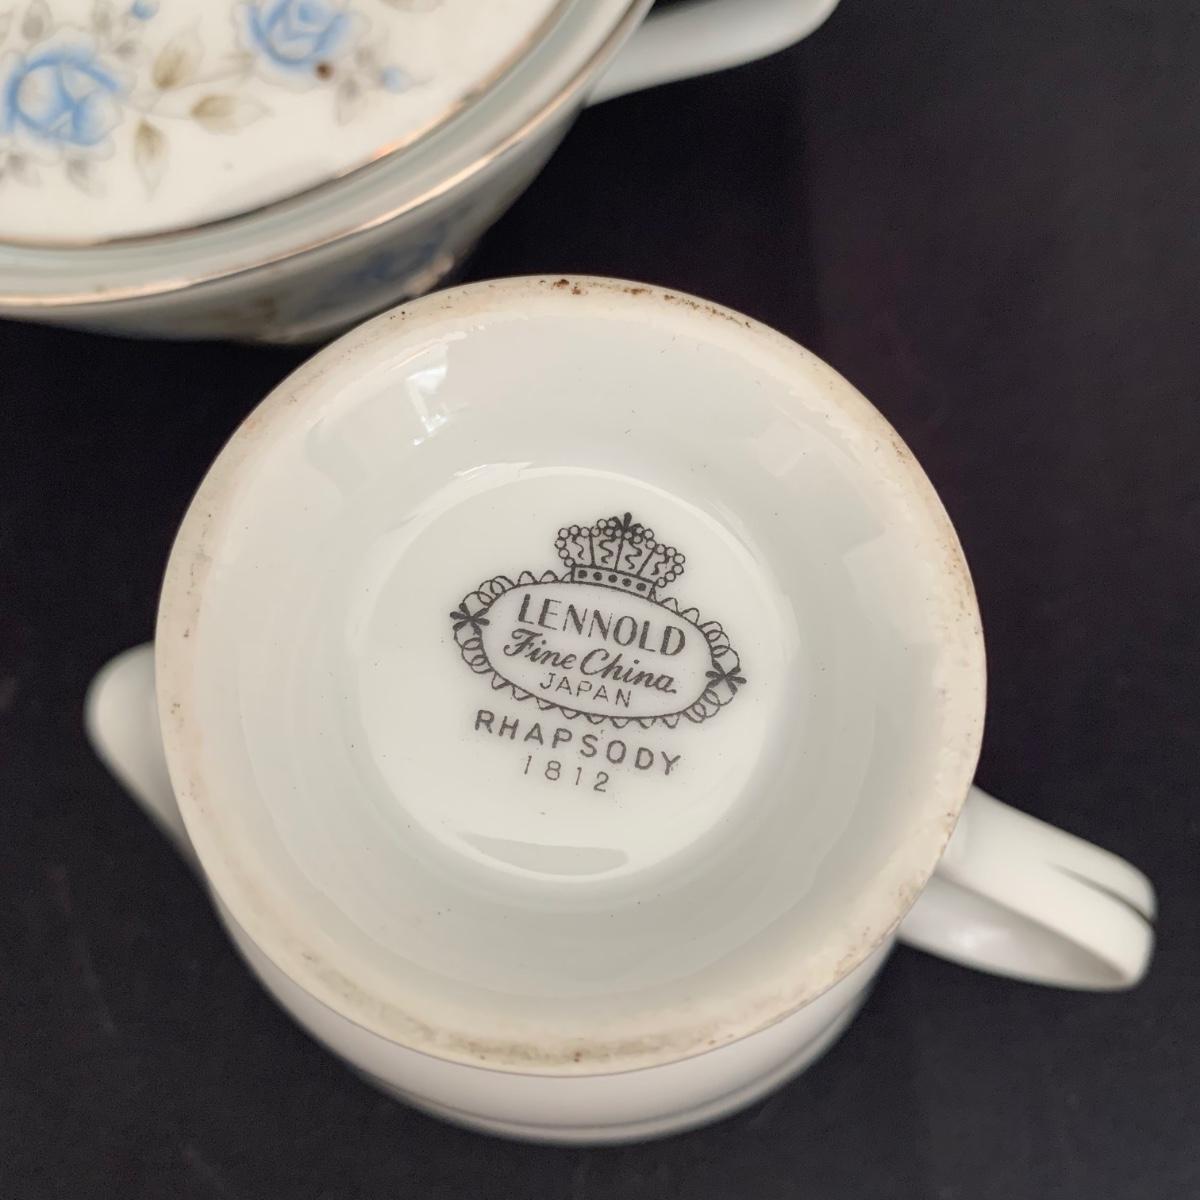 LENNOLD
Fine China
JAPAN
RHAPSODY
1812